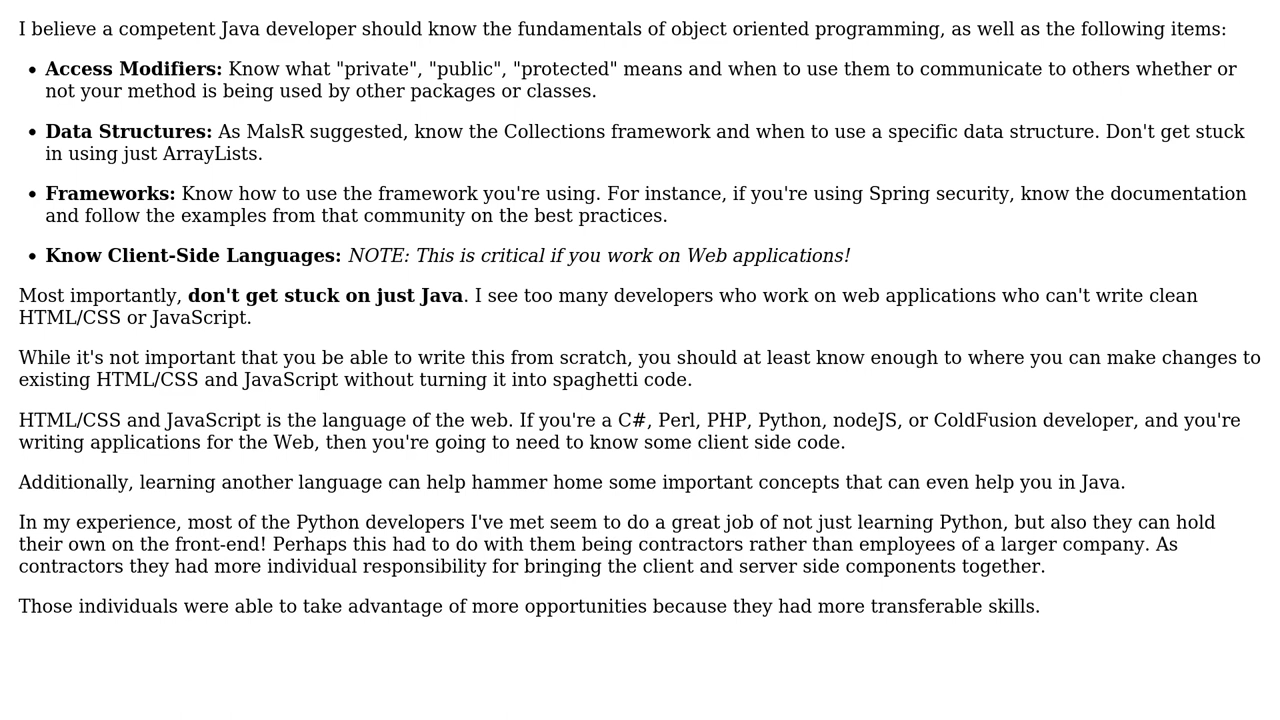 I believe a competent Java developer should know the fundamentals of object oriented programming, as well as the following items:
• Access Modifiers: Know what "private", "public", "protected" means and when to use them to communicate to others whether or
not your method is being used by other packages or classes.
• Data Structures: As MalsR suggested, know the Collections framework and when to use a specific data structure. Don't get stuck
in using just ArrayLists.
• Frameworks: Know how to use the framework you're using. For instance, if you're using Spring security, know the documentation
and follow the examples from that community on the best practices.
• Know Client-Side Languages: NOTE: This is critical if you work on Web applications!
Most importantly, don't get stuck on just Java. I see too many developers who work on web applications who can't write clean
HTML/CSS or JavaScript.
While it's not important that you be able to write this from scratch, you should at least know enough to where you can make changes to
existing HTML/CSS and JavaScript without turning it into spaghetti code.
HTML/CSS and JavaScript is the language of the web. If you're a C#, Perl, PHP, Python, nodeJS, or ColdFusion developer, and you're
writing applications for the Web, then you're going to need to know some client side code.
Additionally, learning another language can help hammer home some important concepts that can even help you in Java.
In my experience, most of the Python developers I've met seem to do a great job of not just learning Python, but also they can hold
their own on the front-end! Perhaps this had to do with them being contractors rather than employees of a larger company. As
contractors they had more individual responsibility for bringing the client and server side components together.
Those individuals were able to take advantage of more opportunities because they had more transferable skills.